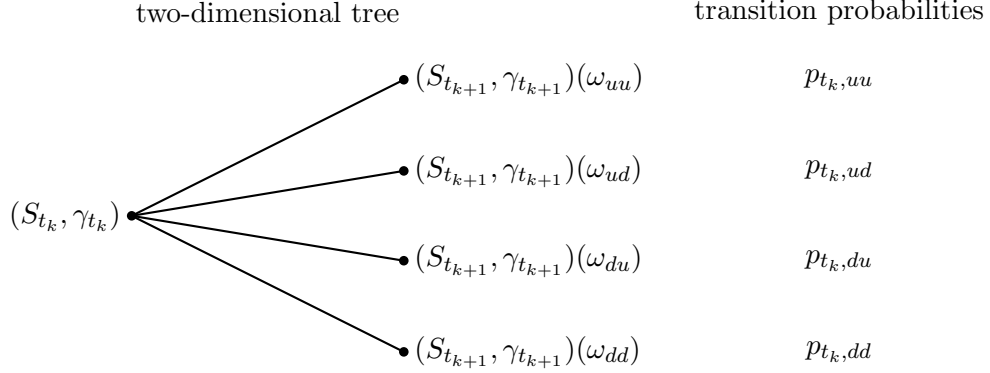 two-dimensional tree transition probabilities
(S_{t_{k+1}}, γ_{t_{k+1}})(ω_{uu}) p_{t_k,uu}
(S_{t_{k+1}}, γ_{t_{k+1}})(ω_{ud}) p_{t_k,ud}
(S_{t_k}, γ_{t_k})
(S_{t_{k+1}}, γ_{t_{k+1}})(ω_{du}) p_{t_k,du}
(S_{t_{k+1}}, γ_{t_{k+1}})(ω_{dd}) p_{t_k,dd}